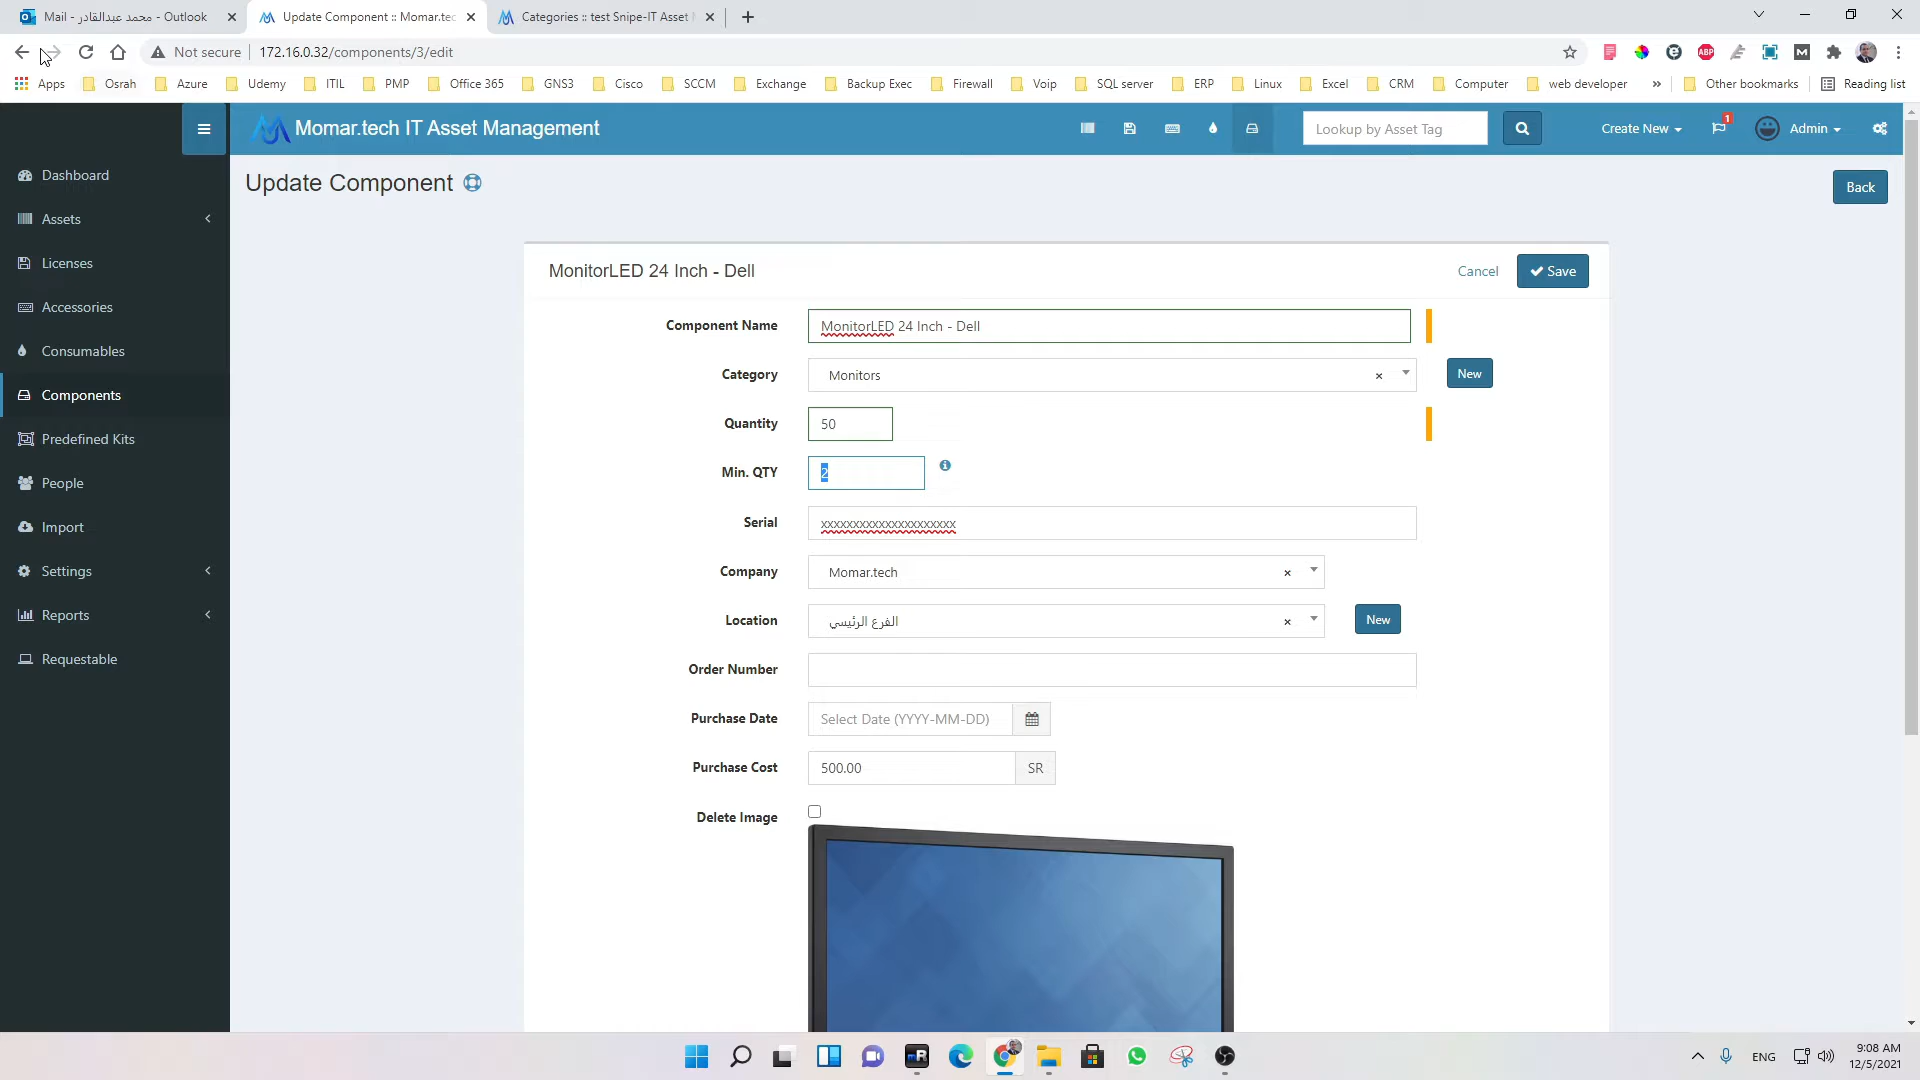 Mail - محمد عبدالقادر - Outlook
Update Component :: Momar.tec
Categories :: test Snipe-IT Asset
Not secure
172.16.0.32/components/3/edit
ABP
Apps
Osrah
Azure
Udemy
ITIL
PMP
Office 365
GNS3
Cisco
SCCM
Exchange
Backup Exec
Firewall
Voip
SQL server
ERP
Linux
Excel
CRM
Computer
web developer
»
Other bookmarks
Reading list
Momar.tech IT Asset Management
Lookup by Asset Tag
Create New
1
Admin
Dashboard
Assets
Licenses
Accessories
Consumables
Components
Predefined Kits
People
Import
Settings
Reports
Requestable
Update Component
Back
MonitorLED 24 Inch - Dell
Cancel
Save
Component Name
MonitorLED 24 Inch - Dell
Category
Monitors
×
New
Quantity
50
Min. QTY
2
Serial
xxxxxxxxxxxxxxxxxxxxx
Company
Momar.tech
×
Location
الفرع الرئيسي
×
New
Order Number
Purchase Date
Select Date (YYYY-MM-DD)
Purchase Cost
500.00
SR
Delete Image
ENG
9:08 AM
12/5/2021